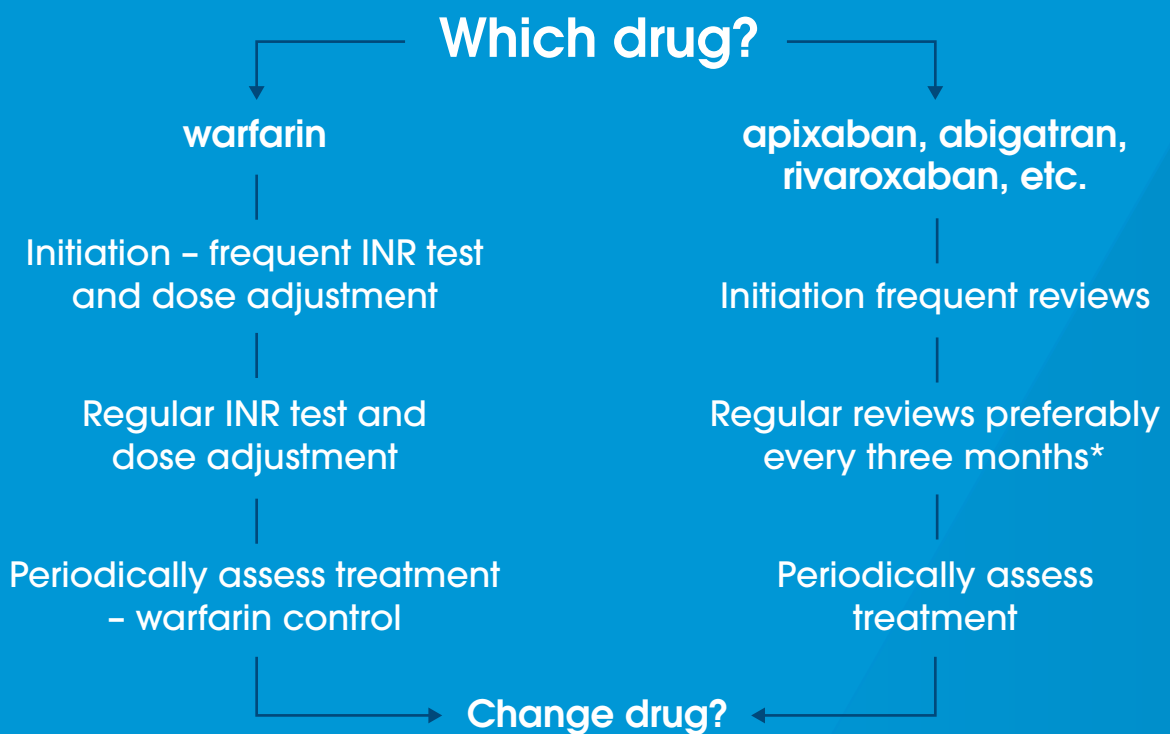 Which drug?
warfarin
Initiation – frequent INR test
and dose adjustment
Regular INR test and
dose adjustment
Periodically assess treatment
– warfarin control
apixaban, abigatran,
rivaroxaban, etc.
Initiation frequent reviews
Regular reviews preferably
every three months*
Periodically assess
treatment
Change drug?